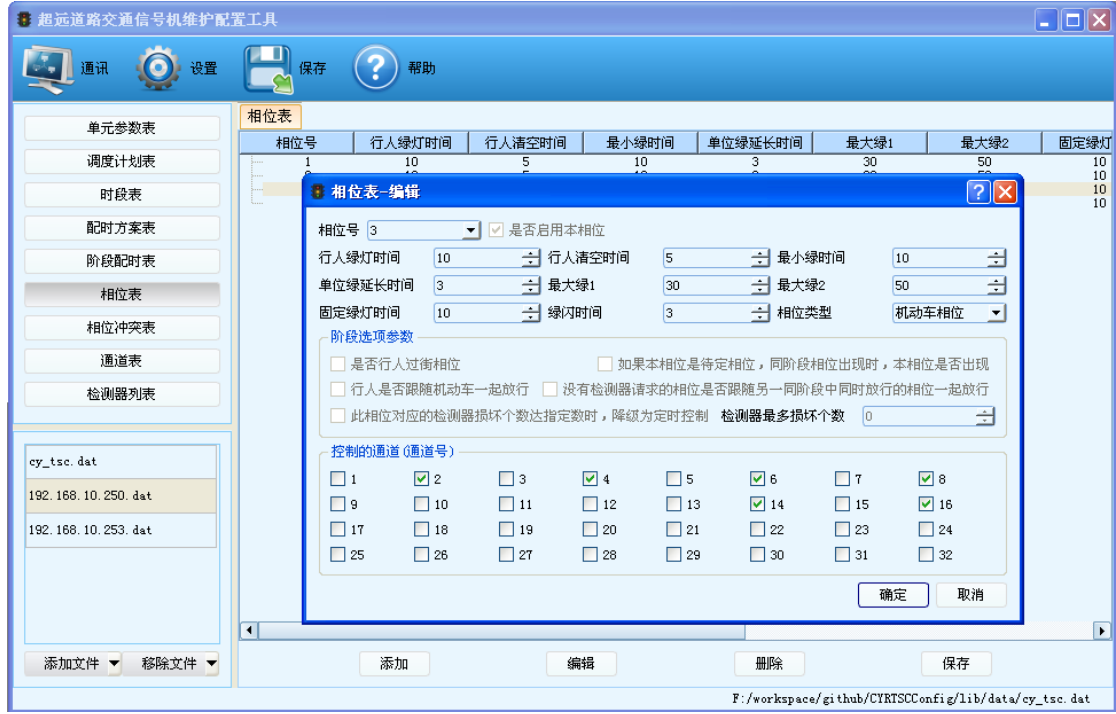 超远道路交通信号机维护配置工具
通讯 设置 保存 帮助
单元参数表
调度计划表
时段表
配时方案表
阶段配时表
相位表
相位冲突表
通道表
检测器列表
cy_tsc.dat
192.168.10.250.dat
192.168.10.253.dat
添加文件 移除文件
相位表
相位号 行人绿灯时间 行人清空时间 最小绿时间 单位绿延长时间 最大绿1 最大绿2 固定绿灯
1 10 5 10 3 30 50 10
10
10
10
相位表-编辑
相位号 3 是否启用本相位
行人绿灯时间 10 行人清空时间 5 最小绿时间 10
单位绿延长时间 3 最大绿1 30 最大绿2 50
固定绿灯时间 10 绿闪时间 3 相位类型 机动车相位
阶段选项参数
是否行人过街相位 如果本相位是待定相位，同阶段相位出现时，本相位是否出现
行人是否跟随机动车一起放行 没有检测器请求的相位是否跟随另一同阶段中同时放行的相位一起放行
此相位对应的检测器损坏个数达指定数时，降级为定时控制 检测器最多损坏个数 0
控制的通道(通道号)
1 2 3 4 5 6 7 8
9 10 11 12 13 14 15 16
17 18 19 20 21 22 23 24
25 26 27 28 29 30 31 32
确定 取消
添加 编辑 删除 保存
F:/workspace/github/CYRTSCConfig/lib/data/cy_tsc.dat